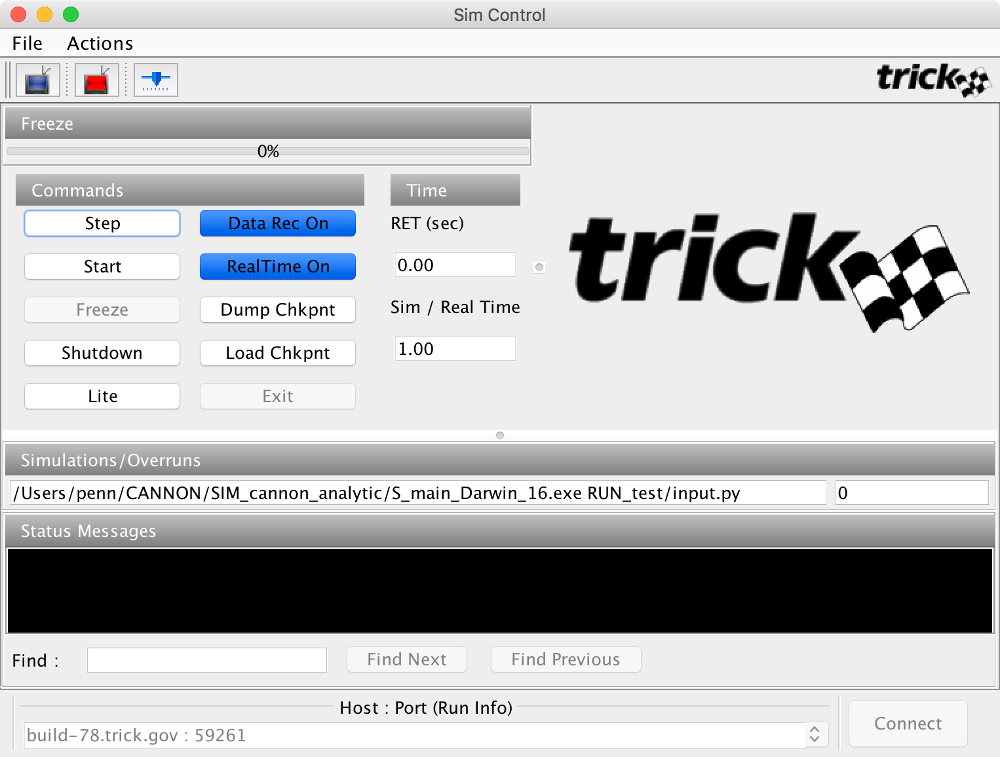 Sim Control
File Actions
trick
Freeze
0%
Commands
Time
Step
Data Rec On
RET (sec)
Start
RealTime On
0.00
trick
Freeze
Dump Chkpnt
Sim / Real Time
Shutdown
Load Chkpnt
1.00
Lite
Exit
Simulations/Overruns
/Users/penn/CANNON/SIM_cannon_analytic/S_main_Darwin_16.exe RUN_test/input.py
0
Status Messages
Find :
Find Next
Find Previous
Host : Port (Run Info)
build-78.trick.gov : 59261
Connect